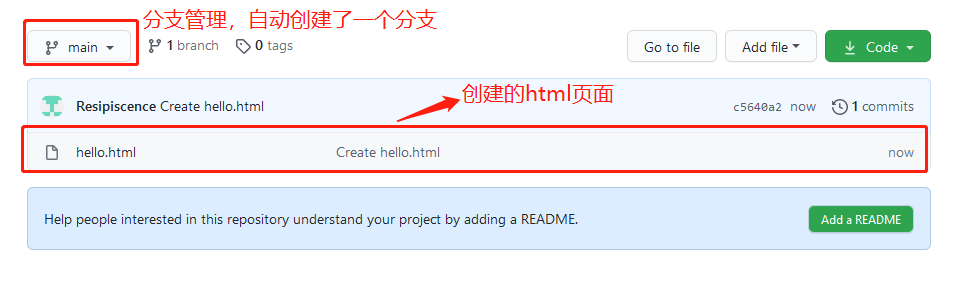 分支管理，自动创建了一个分支
main 1 branch 0 tags Go to file Add file Code
创建的html页面
Resipiscence Create hello.html c5640a2 now 1 commits
hello.html Create hello.html now
Help people interested in this repository understand your project by adding a README. Add a README